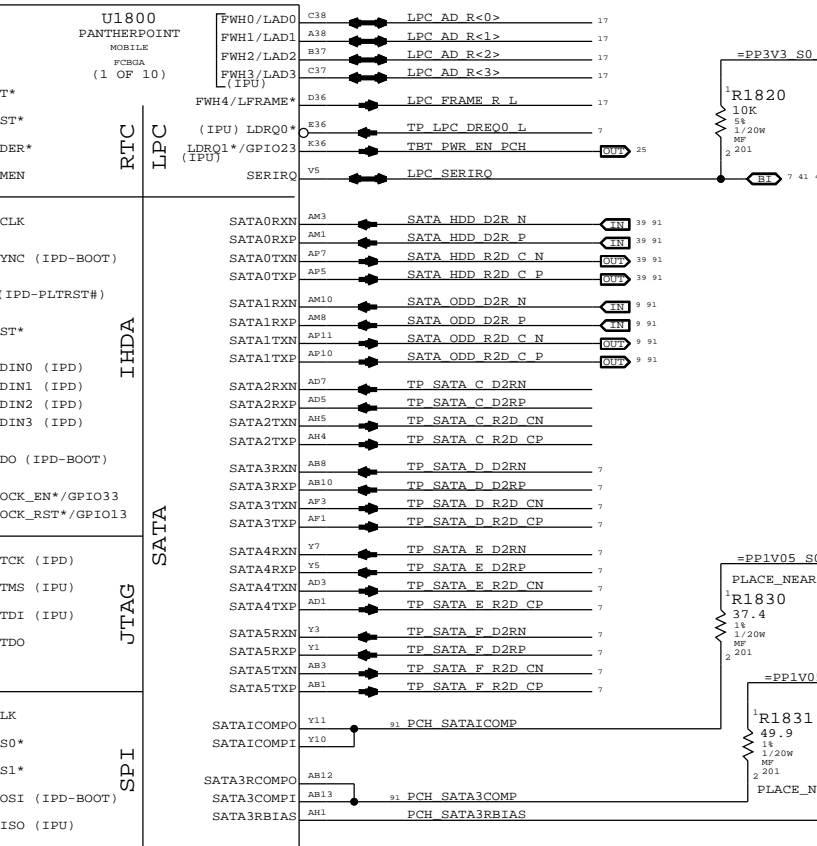 U1800
PANTHERPOINT
MOBILE
FCBGA
(1 OF 10)
T*
ST*
DER*
MEN
RTC
LPC
FWH0/LAD0 C38 LPC_AD_R<0> 17
FWH1/LAD1 A38 LPC_AD_R<1> 17
FWH2/LAD2 B37 LPC_AD_R<2> 17
FWH3/LAD3 C37 LPC_AD_R<3> 17
(IPU)
FWH4/LFRAME* D36 LPC_FRAME_R_L 17
(IPU) LDRQ0* E36 TP_LPC_DREQ0_L 7
LDRQ1*/GPIO23 K36 TBT_PWR_EN_PCH OUT 25
(IPU)
SERIRQ V5 LPC_SERIRQ BI 7 41
=PP3V3_S0
1
R1820
10K
5%
1/20W
MF
2 201
CLK
YNC (IPD-BOOT)
(IPD-PLTRST#)
ST*
DIN0 (IPD)
DIN1 (IPD)
DIN2 (IPD)
DIN3 (IPD)
DO (IPD-BOOT)
OCK_EN*/GPIO33
OCK_RST*/GPIO13
IHDA
SATA
SATA0RXN AM3 SATA_HDD_D2R_N IN 39 91
SATA0RXP AM1 SATA_HDD_D2R_P IN 39 91
SATA0TXN AP7 SATA_HDD_R2D_C_N OUT 39 91
SATA0TXP AP5 SATA_HDD_R2D_C_P OUT 39 91
SATA1RXN AM10 SATA_ODD_D2R_N IN 9 91
SATA1RXP AM8 SATA_ODD_D2R_P IN 9 91
SATA1TXN AP11 SATA_ODD_R2D_C_N OUT 9 91
SATA1TXP AP10 SATA_ODD_R2D_C_P OUT 9 91
SATA2RXN AD7 TP_SATA_C_D2RN
SATA2RXP AD5 TP_SATA_C_D2RP
SATA2TXN AH5 TP_SATA_C_R2D_CN
SATA2TXP AH4 TP_SATA_C_R2D_CP
SATA3RXN AB8 TP_SATA_D_D2RN 7
SATA3RXP AB10 TP_SATA_D_D2RP 7
SATA3TXN AF3 TP_SATA_D_R2D_CN 7
SATA3TXP AF1 TP_SATA_D_R2D_CP 7
SATA4RXN Y7 TP_SATA_E_D2RN 7
SATA4RXP Y5 TP_SATA_E_D2RP 7
SATA4TXN AD3 TP_SATA_E_R2D_CN 7
SATA4TXP AD1 TP_SATA_E_R2D_CP 7
SATA5RXN Y3 TP_SATA_F_D2RN 7
SATA5RXP Y1 TP_SATA_F_D2RP 7
SATA5TXN AB3 TP_SATA_F_R2D_CN 7
SATA5TXP AB1 TP_SATA_F_R2D_CP 7
TCK (IPD)
TMS (IPU)
TDI (IPU)
TDO
JTAG
=PP1V05_S0
PLACE_NEAR
1
R1830
37.4
1%
1/20W
MF
2 201
=PP1V05
1
R1831
49.9
1%
1/20W
MF
2 201
PLACE_N
LK
S0*
S1*
OSI (IPD-BOOT)
ISO (IPU)
SPI
SATAICOMPO Y11 91 PCH_SATAICOMP
SATAICOMPI Y10
SATA3RCOMPO AB12
SATA3COMPI AB13 91 PCH_SATA3COMP
SATA3RBIAS AH1 PCH_SATA3RBIAS